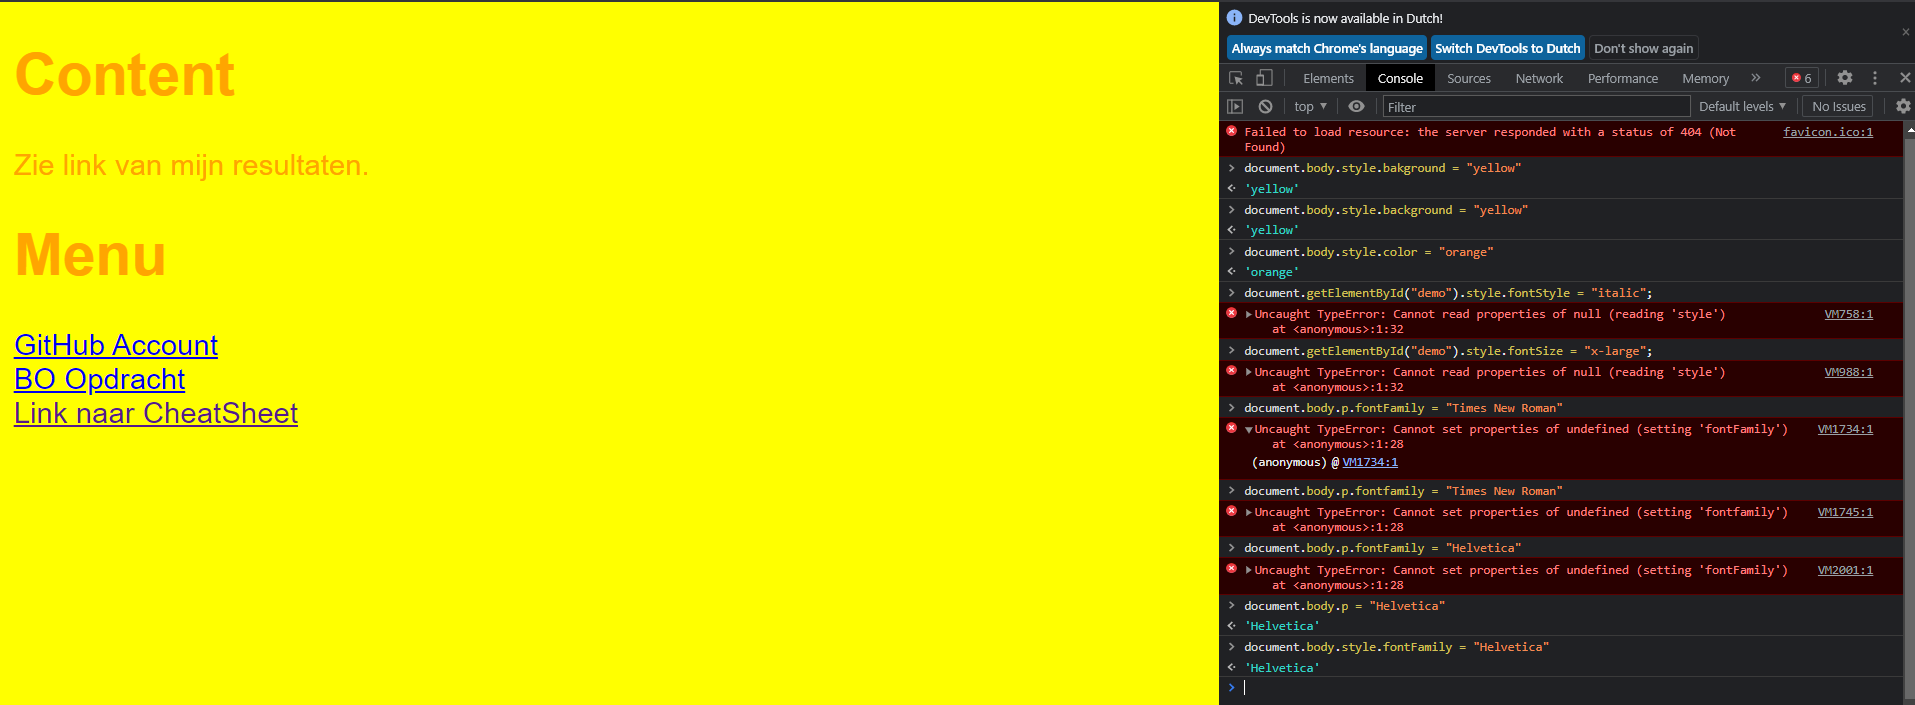 Content
Zie link van mijn resultaten.
Menu
GitHub Account
BO Opdracht
Link naar CheatSheet
DevTools is now available in Dutch!
Always match Chrome's language Switch DevTools to Dutch Don't show again
Elements Console Sources Network Performance Memory » 6
top ▼ Filter Default levels ▼ No Issues
Failed to load resource: the server responded with a status of 404 (Not favicon.ico:1
Found)
> document.body.style.bakground = "yellow"
'yellow'
> document.body.style.background = "yellow"
'yellow'
> document.body.style.color = "orange"
'orange'
> document.getElementById("demo").style.fontStyle = "italic";
Uncaught TypeError: Cannot read properties of null (reading 'style') VM758:1
at <anonymous>:1:32
> document.getElementById("demo").style.fontSize = "x-large";
Uncaught TypeError: Cannot read properties of null (reading 'style') VM988:1
at <anonymous>:1:32
> document.body.p.fontFamily = "Times New Roman"
Uncaught TypeError: Cannot set properties of undefined (setting 'fontFamily') VM1734:1
at <anonymous>:1:28
(anonymous) @ VM1734:1
> document.body.p.fontfamily = "Times New Roman"
Uncaught TypeError: Cannot set properties of undefined (setting 'fontfamily') VM1745:1
at <anonymous>:1:28
> document.body.p.fontFamily = "Helvetica"
Uncaught TypeError: Cannot set properties of undefined (setting 'fontFamily') VM2001:1
at <anonymous>:1:28
> document.body.p = "Helvetica"
'Helvetica'
> document.body.style.fontFamily = "Helvetica"
'Helvetica'
>